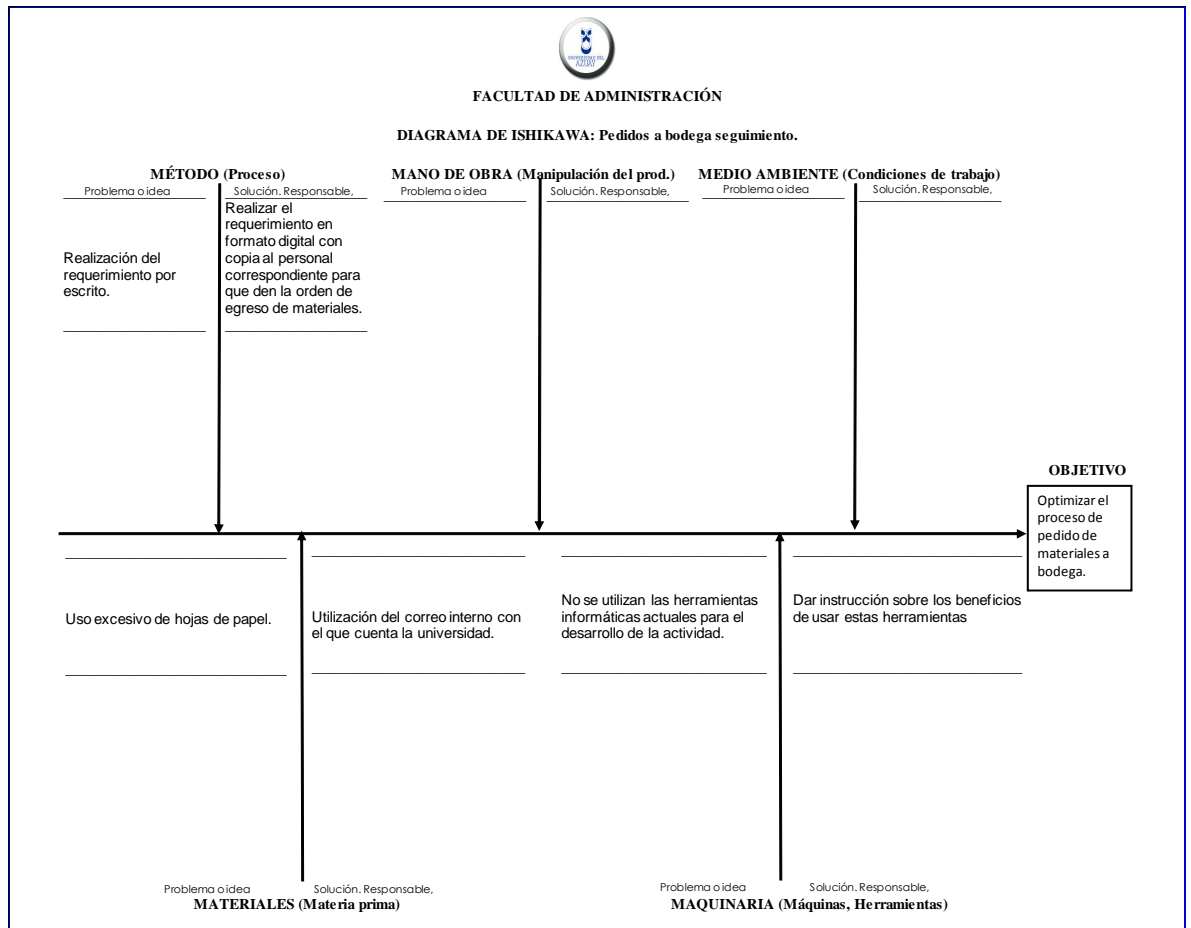 UNIVERSIDAD DEL
AZUAY
FACULTAD DE ADMINISTRACIÓN
DIAGRAMA DE ISHIKAWA: Pedidos a bodega seguimiento.
MÉTODO (Proceso)
Problema o idea
Solución. Responsable,
Realización del
requerimiento por
escrito.
Realizar el
requerimiento en
formato digital con
copia al personal
correspondiente para
que den la orden de
egreso de materiales.
MANO DE OBRA (Manipulación del prod.)
Problema o idea
Solución. Responsable,
MEDIO AMBIENTE (Condiciones de trabajo)
Problema o idea
Solución. Responsable,
OBJETIVO
Optimizar el
proceso de
pedido de
materiales a
bodega.
Uso excesivo de hojas de papel.
Utilización del correo interno con
el que cuenta la universidad.
Problema o idea
Solución. Responsable,
MATERIALES (Materia prima)
No se utilizan las herramientas
informáticas actuales para el
desarrollo de la actividad.
Dar instrucción sobre los beneficios
de usar estas herramientas
Problema o idea
Solución. Responsable,
MAQUINARIA (Máquinas, Herramientas)